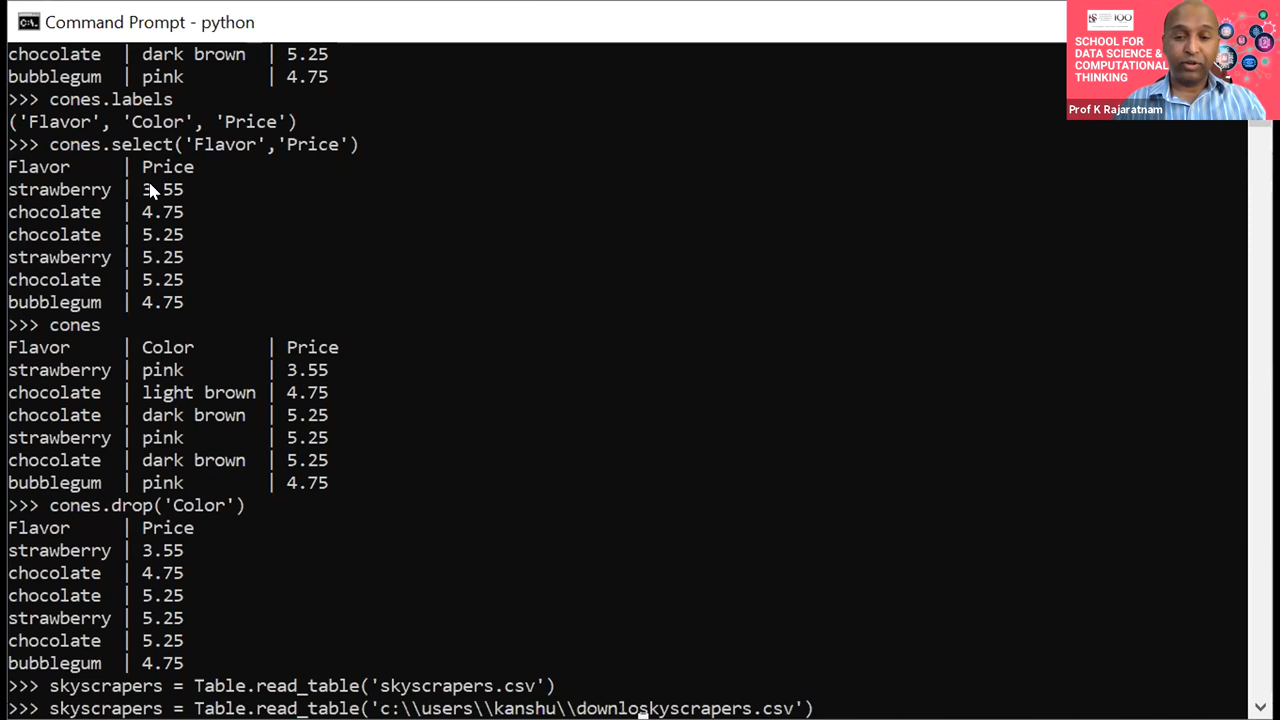 Command Prompt - python
chocolate | dark brown | 5.25
bubblegum | pink | 4.75
>>> cones.labels
('Flavor', 'Color', 'Price')
>>> cones.select('Flavor','Price')
Flavor | Price
strawberry | 3.55
chocolate | 4.75
chocolate | 5.25
strawberry | 5.25
chocolate | 5.25
bubblegum | 4.75
>>> cones
Flavor | Color | Price
strawberry | pink | 3.55
chocolate | light brown | 4.75
chocolate | dark brown | 5.25
strawberry | pink | 5.25
chocolate | dark brown | 5.25
bubblegum | pink | 4.75
>>> cones.drop('Color')
Flavor | Price
strawberry | 3.55
chocolate | 4.75
chocolate | 5.25
strawberry | 5.25
chocolate | 5.25
bubblegum | 4.75
>>> skyscrapers = Table.read_table('skyscrapers.csv')
>>> skyscrapers = Table.read_table('c:\\users\\kanshu\\downloskyscrapers.csv')
100
SCHOOL FOR
DATA SCIENCE &
COMPUTATIONAL
THINKING
Prof K Rajaratnam